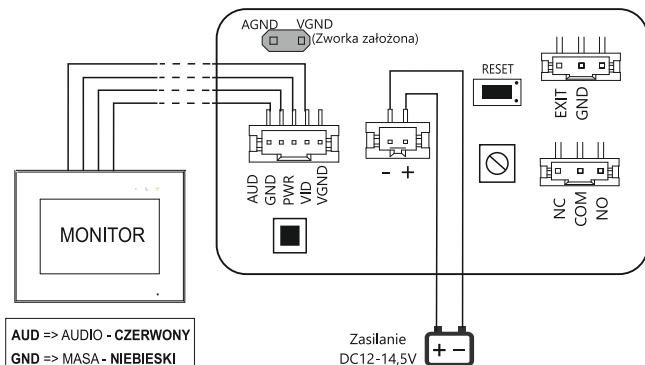 AGND VGND
(Zworka założona)
RESET
EXIT
GND
AUD
GND
PWR
VID
VGND
- +
NC
COM
NO
MONITOR
AUD => AUDIO - CZERWONY
GND => MASA - NIEBIESKI
Zasilanie
DC12-14,5V
+ −